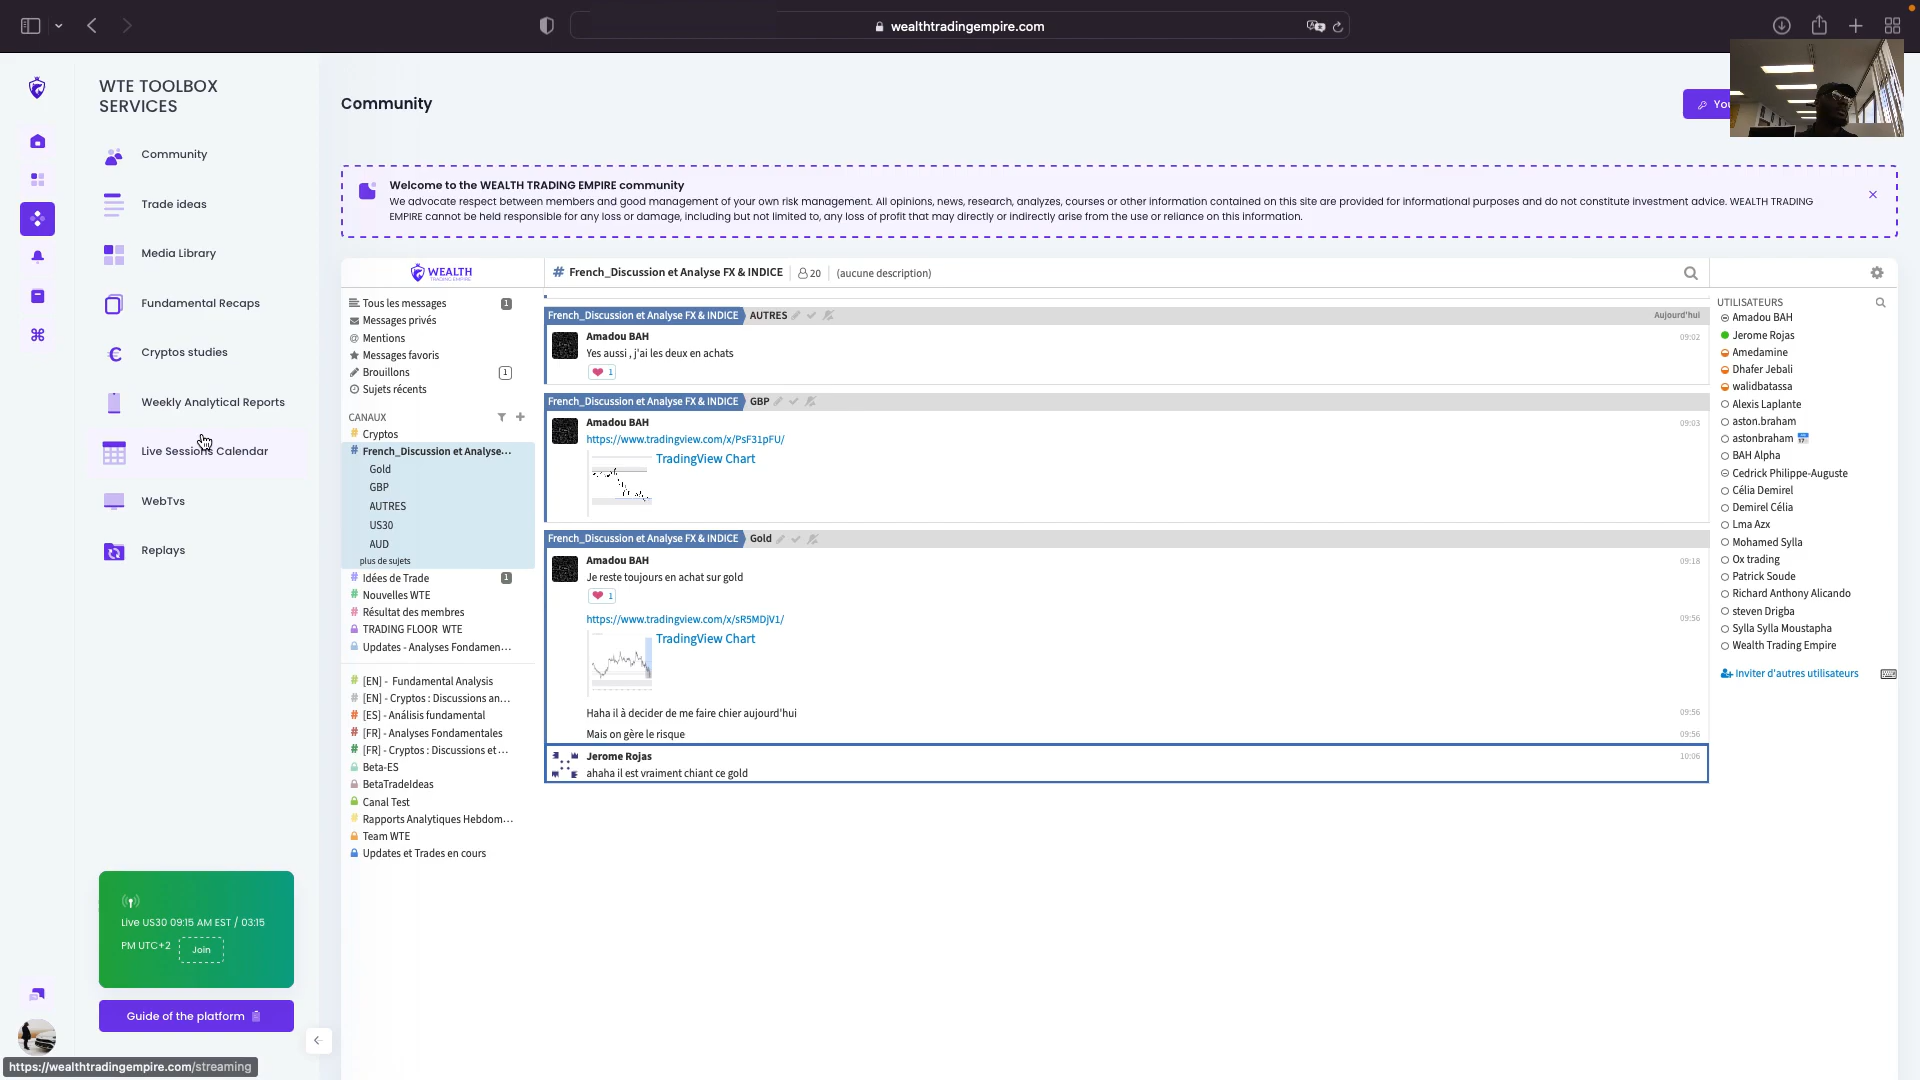 wealthtradingempire.com
WTE TOOLBOX
SERVICES
Community
Trade ideas
Media Library
Fundamental Recaps
Cryptos studies
Weekly Analytical Reports
Live Sessions Calendar
WebTvs
Replays
Live US30 09:15 AM EST / 03:15
PM UTC+2 Join
Guide of the platform
https://wealthtradingempire.com/streaming
Community
You
Welcome to the WEALTH TRADING EMPIRE community
We advocate respect between members and good management of your own risk management. All opinions, news, research, analyzes, courses or other information contained on this site are provided for informational purposes and do not constitute investment advice. WEALTH TRADING
EMPIRE cannot be held responsible for any loss or damage, including but not limited to, any loss of profit that may directly or indirectly arise from the use or reliance on this information.
WEALTH
TRADING EMPIRE
# French_Discussion et Analyse FX & INDICE 20 (aucune description)
Tous les messages 1
Messages privés
@ Mentions
Messages favoris
Brouillons 1
Sujets récents
CANAUX
# Cryptos
# French_Discussion et Analyse...
Gold
GBP
AUTRES
US30
AUD
plus de sujets
# Idées de Trade 1
# Nouvelles WTE
# Résultat des membres
TRADING FLOOR WTE
Updates - Analyses Fondamen...
# [EN] - Fundamental Analysis
# [EN] - Cryptos : Discussions an...
# [ES] - Análisis fundamental
# [FR] - Analyses Fondamentales
# [FR] - Cryptos : Discussions et ...
Beta-ES
BetaTradeIdeas
Canal Test
# Rapports Analytiques Hebdom...
Team WTE
Updates et Trades en cours
French_Discussion et Analyse FX & INDICE AUTRES Aujourd'hui
Amadou BAH 09:02
Yes aussi , j'ai les deux en achats
1
French_Discussion et Analyse FX & INDICE GBP
Amadou BAH 09:03
https://www.tradingview.com/x/PsF31pFU/
TradingView Chart
French_Discussion et Analyse FX & INDICE Gold
Amadou BAH 09:18
Je reste toujours en achat sur gold
1
https://www.tradingview.com/x/sR5MDjV1/ 09:56
TradingView Chart
Haha il à decider de me faire chier aujourd'hui 09:56
Mais on gère le risque 09:56
Jerome Rojas 10:06
ahaha il est vraiment chiant ce gold
UTILISATEURS
Amadou BAH
Jerome Rojas
Amedamine
Dhafer Jebali
walidbatassa
Alexis Laplante
aston.braham
astonbraham
BAH Alpha
Cedrick Philippe-Auguste
Célia Demirel
Demirel Célia
Lma Azx
Mohamed Sylla
Ox trading
Patrick Soude
Richard Anthony Alicando
steven Drigba
Sylla Sylla Moustapha
Wealth Trading Empire
Inviter d'autres utilisateurs